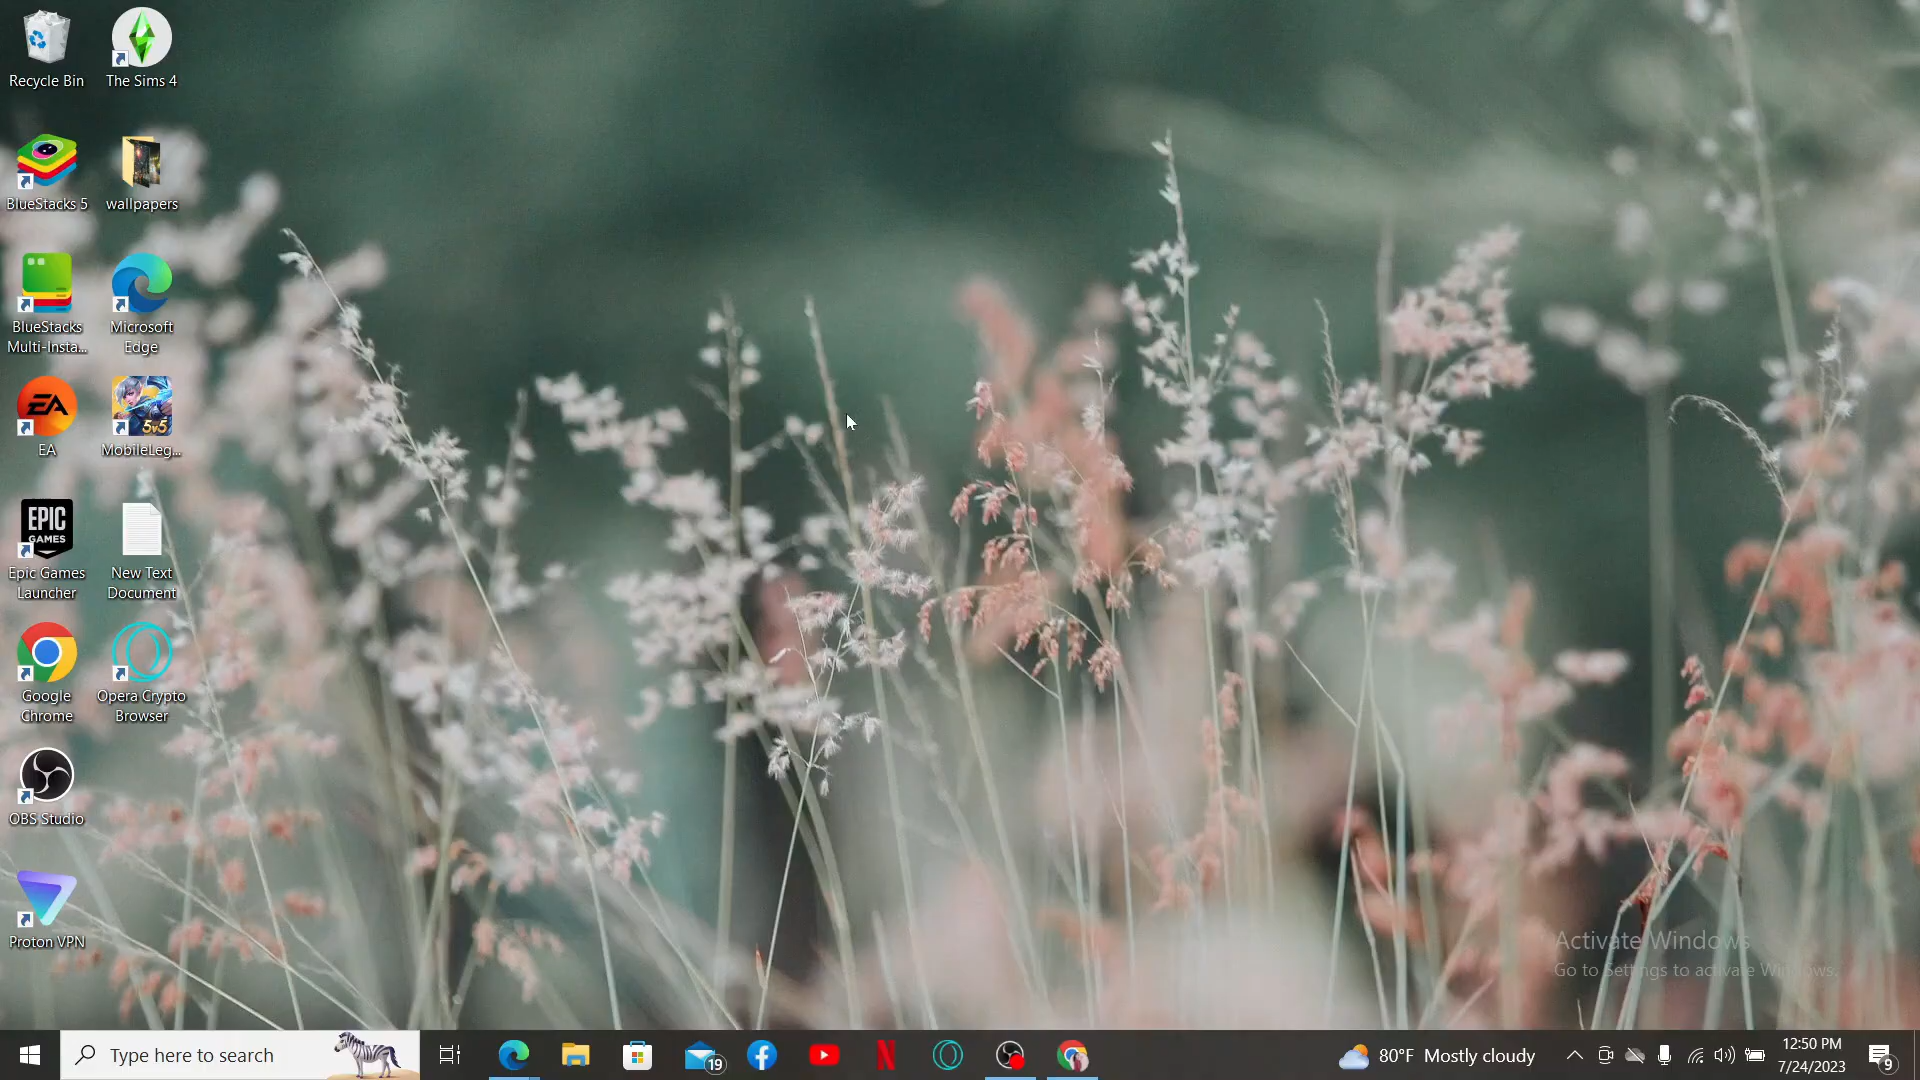 Recycle Bin
The Sims 4
BlueStacks 5
wallpapers
BlueStacks
Multi-Insta...
Microsoft
Edge
EA
EA
5v5
MobileLeg...
EPIC
GAMES
Epic Games
Launcher
New Text
Document
Google
Chrome
Opera Crypto
Browser
OBS Studio
Proton VPN
Activate Windows
Go to Settings to activate Windows.
Type here to search
19
80°F Mostly cloudy
12:50 PM
7/24/2023
9